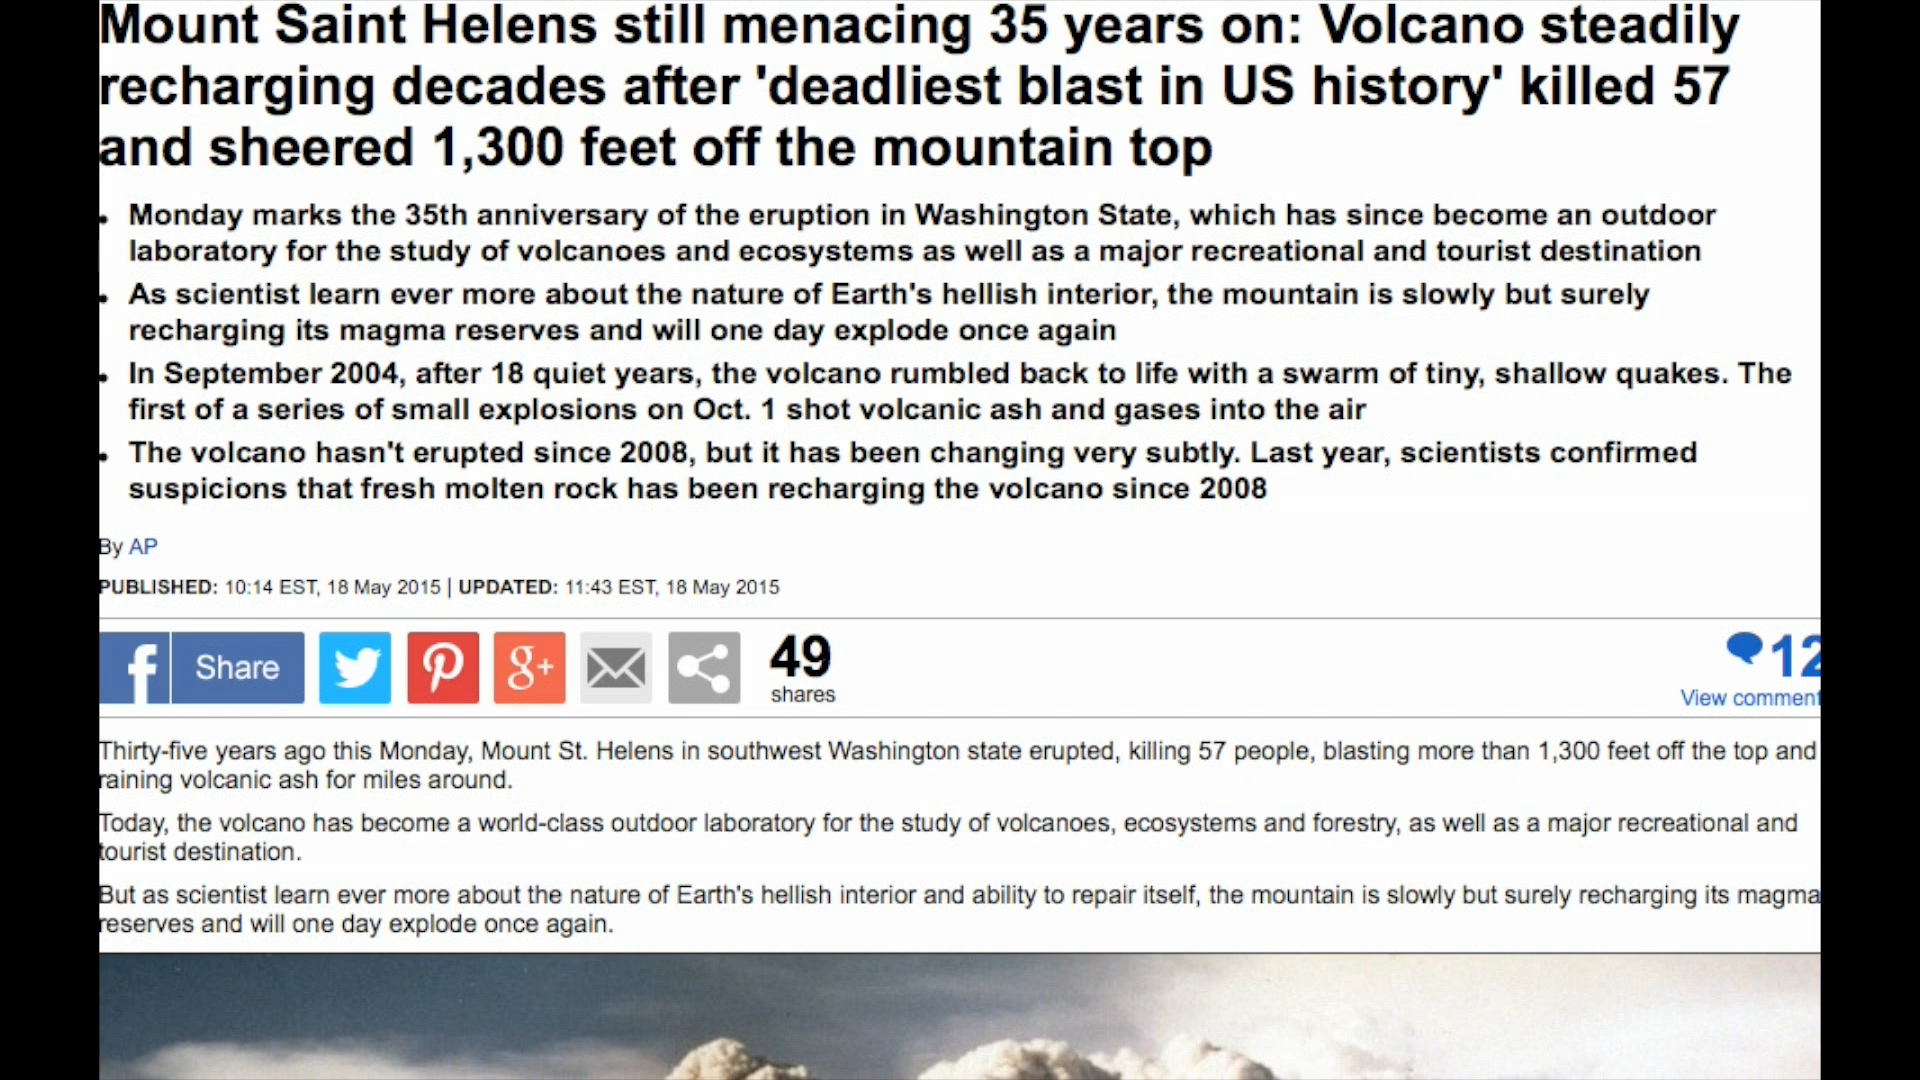 Mount Saint Helens still menacing 35 years on: Volcano steadily
recharging decades after 'deadliest blast in US history' killed 57
and sheered 1,300 feet off the mountain top
Monday marks the 35th anniversary of the eruption in Washington State, which has since become an outdoor
laboratory for the study of volcanoes and ecosystems as well as a major recreational and tourist destination
As scientist learn ever more about the nature of Earth's hellish interior, the mountain is slowly but surely
recharging its magma reserves and will one day explode once again
In September 2004, after 18 quiet years, the volcano rumbled back to life with a swarm of tiny, shallow quakes. The
first of a series of small explosions on Oct. 1 shot volcanic ash and gases into the air
The volcano hasn't erupted since 2008, but it has been changing very subtly. Last year, scientists confirmed
suspicions that fresh molten rock has been recharging the volcano since 2008
By AP
PUBLISHED: 10:14 EST, 18 May 2015 | UPDATED: 11:43 EST, 18 May 2015
f Share g+ 49 shares
12
View comment
Thirty-five years ago this Monday, Mount St. Helens in southwest Washington state erupted, killing 57 people, blasting more than 1,300 feet off the top and
raining volcanic ash for miles around.
Today, the volcano has become a world-class outdoor laboratory for the study of volcanoes, ecosystems and forestry, as well as a major recreational and
tourist destination.
But as scientist learn ever more about the nature of Earth's hellish interior and ability to repair itself, the mountain is slowly but surely recharging its magma
reserves and will one day explode once again.